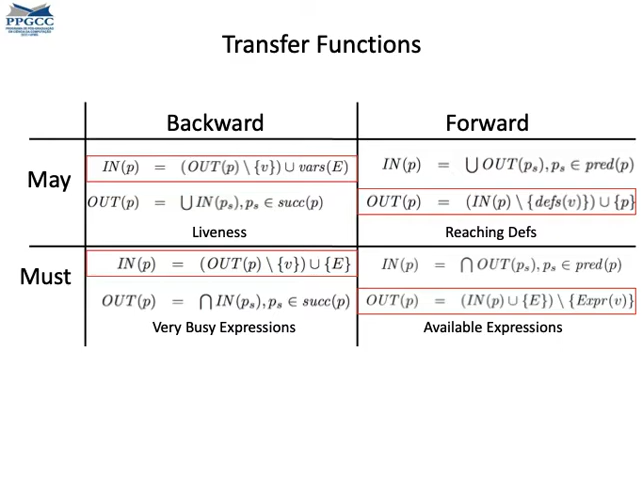 PPGCC
Transfer Functions
Backward Forward
May
IN(p) = (OUT(p) \ {v}) ∪ vars(E)
OUT(p) = ⋃ IN(pₛ), pₛ ∈ succ(p)
Liveness
IN(p) = ⋃ OUT(pₛ), pₛ ∈ pred(p)
OUT(p) = (IN(p) \ {defs(v)}) ∪ {p}
Reaching Defs
Must
IN(p) = (OUT(p) \ {v}) ∪ {E}
OUT(p) = ⋂ IN(pₛ), pₛ ∈ succ(p)
Very Busy Expressions
IN(p) = ⋂ OUT(pₛ), pₛ ∈ pred(p)
OUT(p) = (IN(p) ∪ {E}) \ {Expr(v)}
Available Expressions